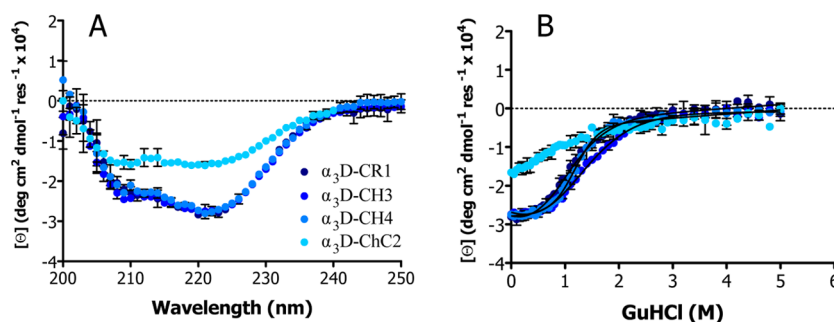 A
[Θ] (deg cm² dmol⁻¹ res⁻¹ x 10⁴)
2
1
0
-1
-2
-3
-4
200 210 220 230 240 250
Wavelength (nm)
α₃D-CR1
α₃D-CH3
α₃D-CH4
α₃D-ChC2
B
[Θ] (deg cm² dmol⁻¹ res⁻¹ x 10⁴)
2
1
0
-1
-2
-3
-4
0 1 2 3 4 5 6
GuHCl (M)